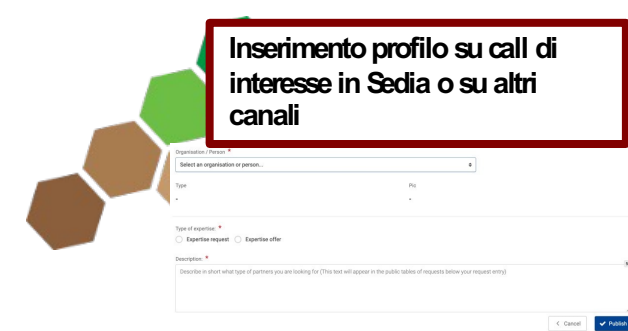 Inserimento profilo su call di
interesse in Sedia o su altri
canali
Organisation / Person *
Select an organisation or person...
Type Pic
- -
Type of expertise: *
Expertise request Expertise offer
Description: *
Describe in short what type of partners you are looking for (This text will appear in the public tables of requests below your request entry)
< Cancel ✔ Publish